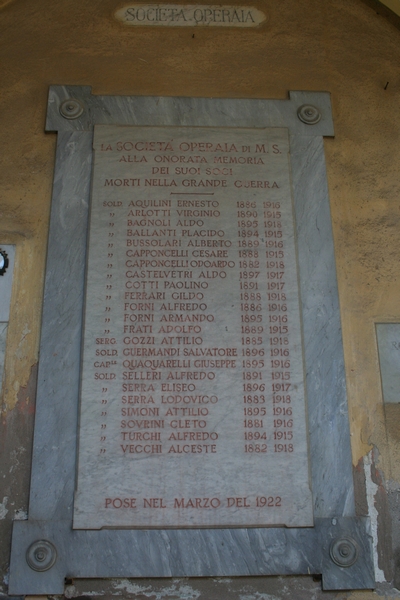 SOCIETÀ OPERAIA
LA SOCIETÀ OPERAIA DI M. S.
ALLA ONORATA MEMORIA
DEI SUOI SOCI
MORTI NELLA GRANDE GUERRA
SOLD. AQUILINI ERNESTO 1886 1918
„ ARLOTTI VIRGINIO 1890 1915
„ BAGNOLI ALDO 1895 1918
„ BALLANTI PLACIDO 1894 1915
„ BUSSOLARI ALBERTO 1889 1916
„ CAPPONCELLI CESARE 1888 1915
„ CAPPONCELLI ODOARDO 1882 1918
„ CASTELVETRI ALDO 1897 1917
„ COTTI PAOLINO 1891 1917
„ FERRARI GILDO 1888 1918
„ FORNI ALFREDO 1886 1916
„ FORNI ARMANDO 1895 1916
„ FRATI ADOLFO 1889 1915
SERG. GOZZI ATTILIO 1885 1918
SOLD. GUERMANDI SALVATORE 1896 1916
CAP.LE QUAQUARELLI GIUSEPPE 1895 1916
SOLD. SELLERI ALFREDO 1891 1915
„ SERRA ELISEO 1896 1917
„ SERRA LODOVICO 1883 1918
„ SIMONI ATTILIO 1895 1916
„ SOVRINI CLETO 1881 1916
„ TURCHI ALFREDO 1894 1915
„ VECCHI ALCESTE 1882 1918
POSE NEL MARZO DEL 1922